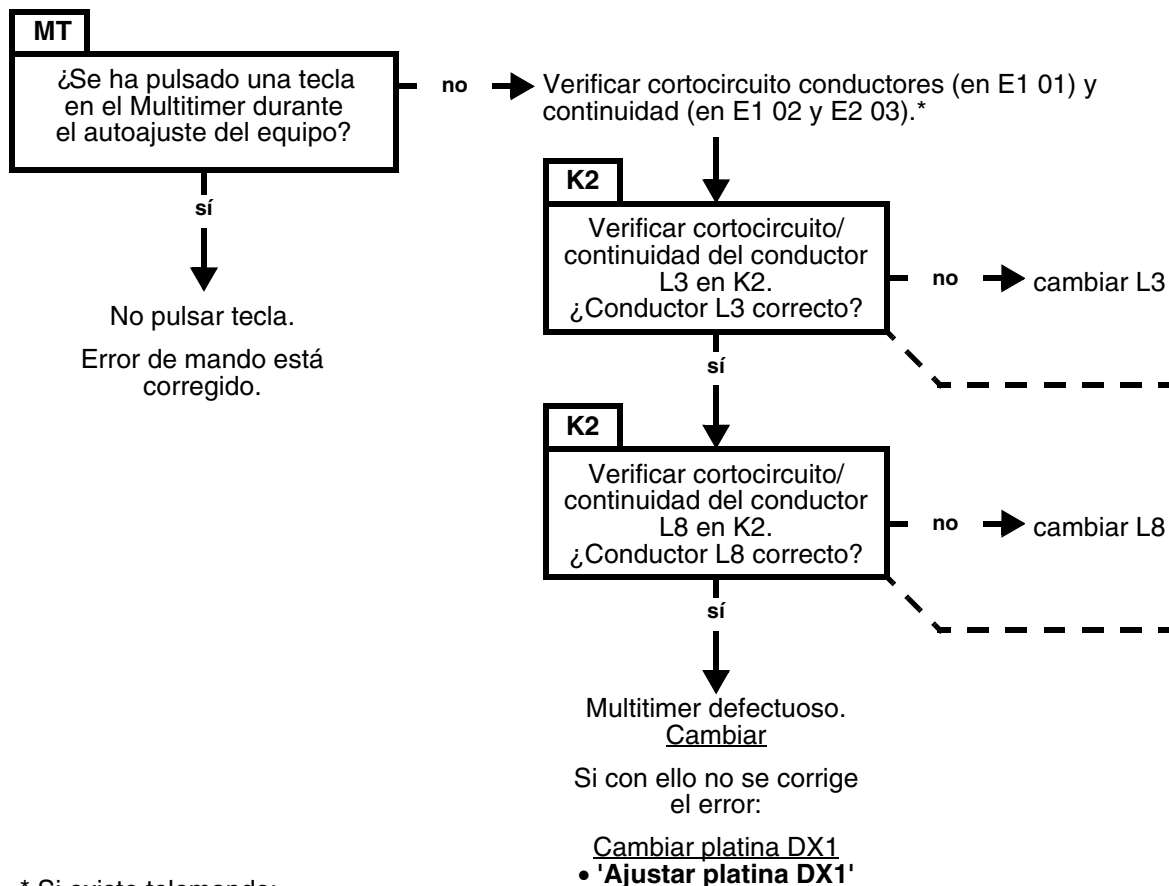 MT
¿Se ha pulsado una tecla
en el Multitimer durante
el autoajuste del equipo?
no
Verificar cortocircuito conductores (en E1 01) y
continuidad (en E1 02 y E2 03).*
sí
No pulsar tecla.
Error de mando está
corregido.
K2
Verificar cortocircuito/
continuidad del conductor
L3 en K2.
¿Conductor L3 correcto?
no
cambiar L3
sí
K2
Verificar cortocircuito/
continuidad del conductor
L8 en K2.
¿Conductor L8 correcto?
no
cambiar L8
sí
Multitimer defectuoso.
Cambiar
Si con ello no se corrige
el error:
Cambiar platina DX1
• 'Ajustar platina DX1'
* Si existe telemando: